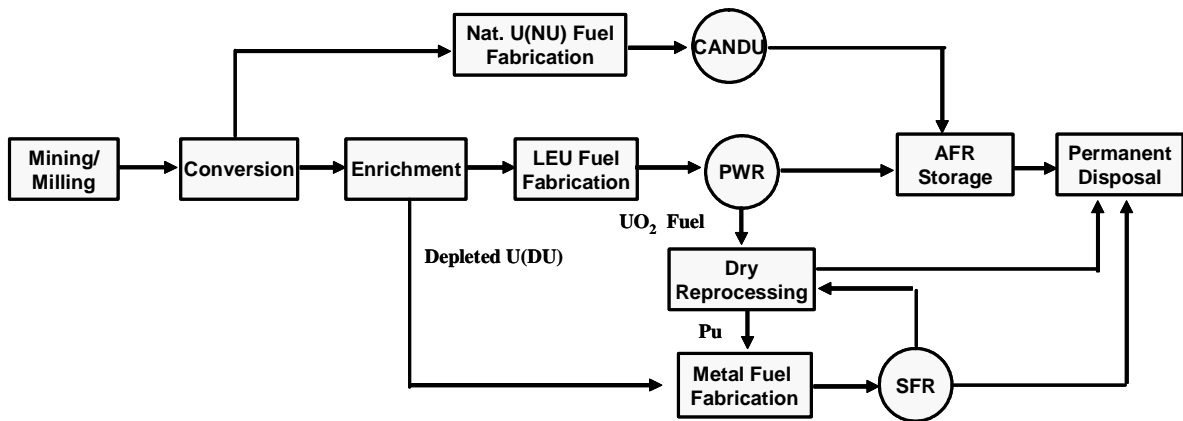 Nat. U(NU) Fuel
Fabrication
CANDU
Mining/
Milling
Conversion
Enrichment
LEU Fuel
Fabrication
PWR
AFR
Storage
Permanent
Disposal
UO₂ Fuel
Depleted U(DU)
Dry
Reprocessing
Pu
Metal Fuel
Fabrication
SFR